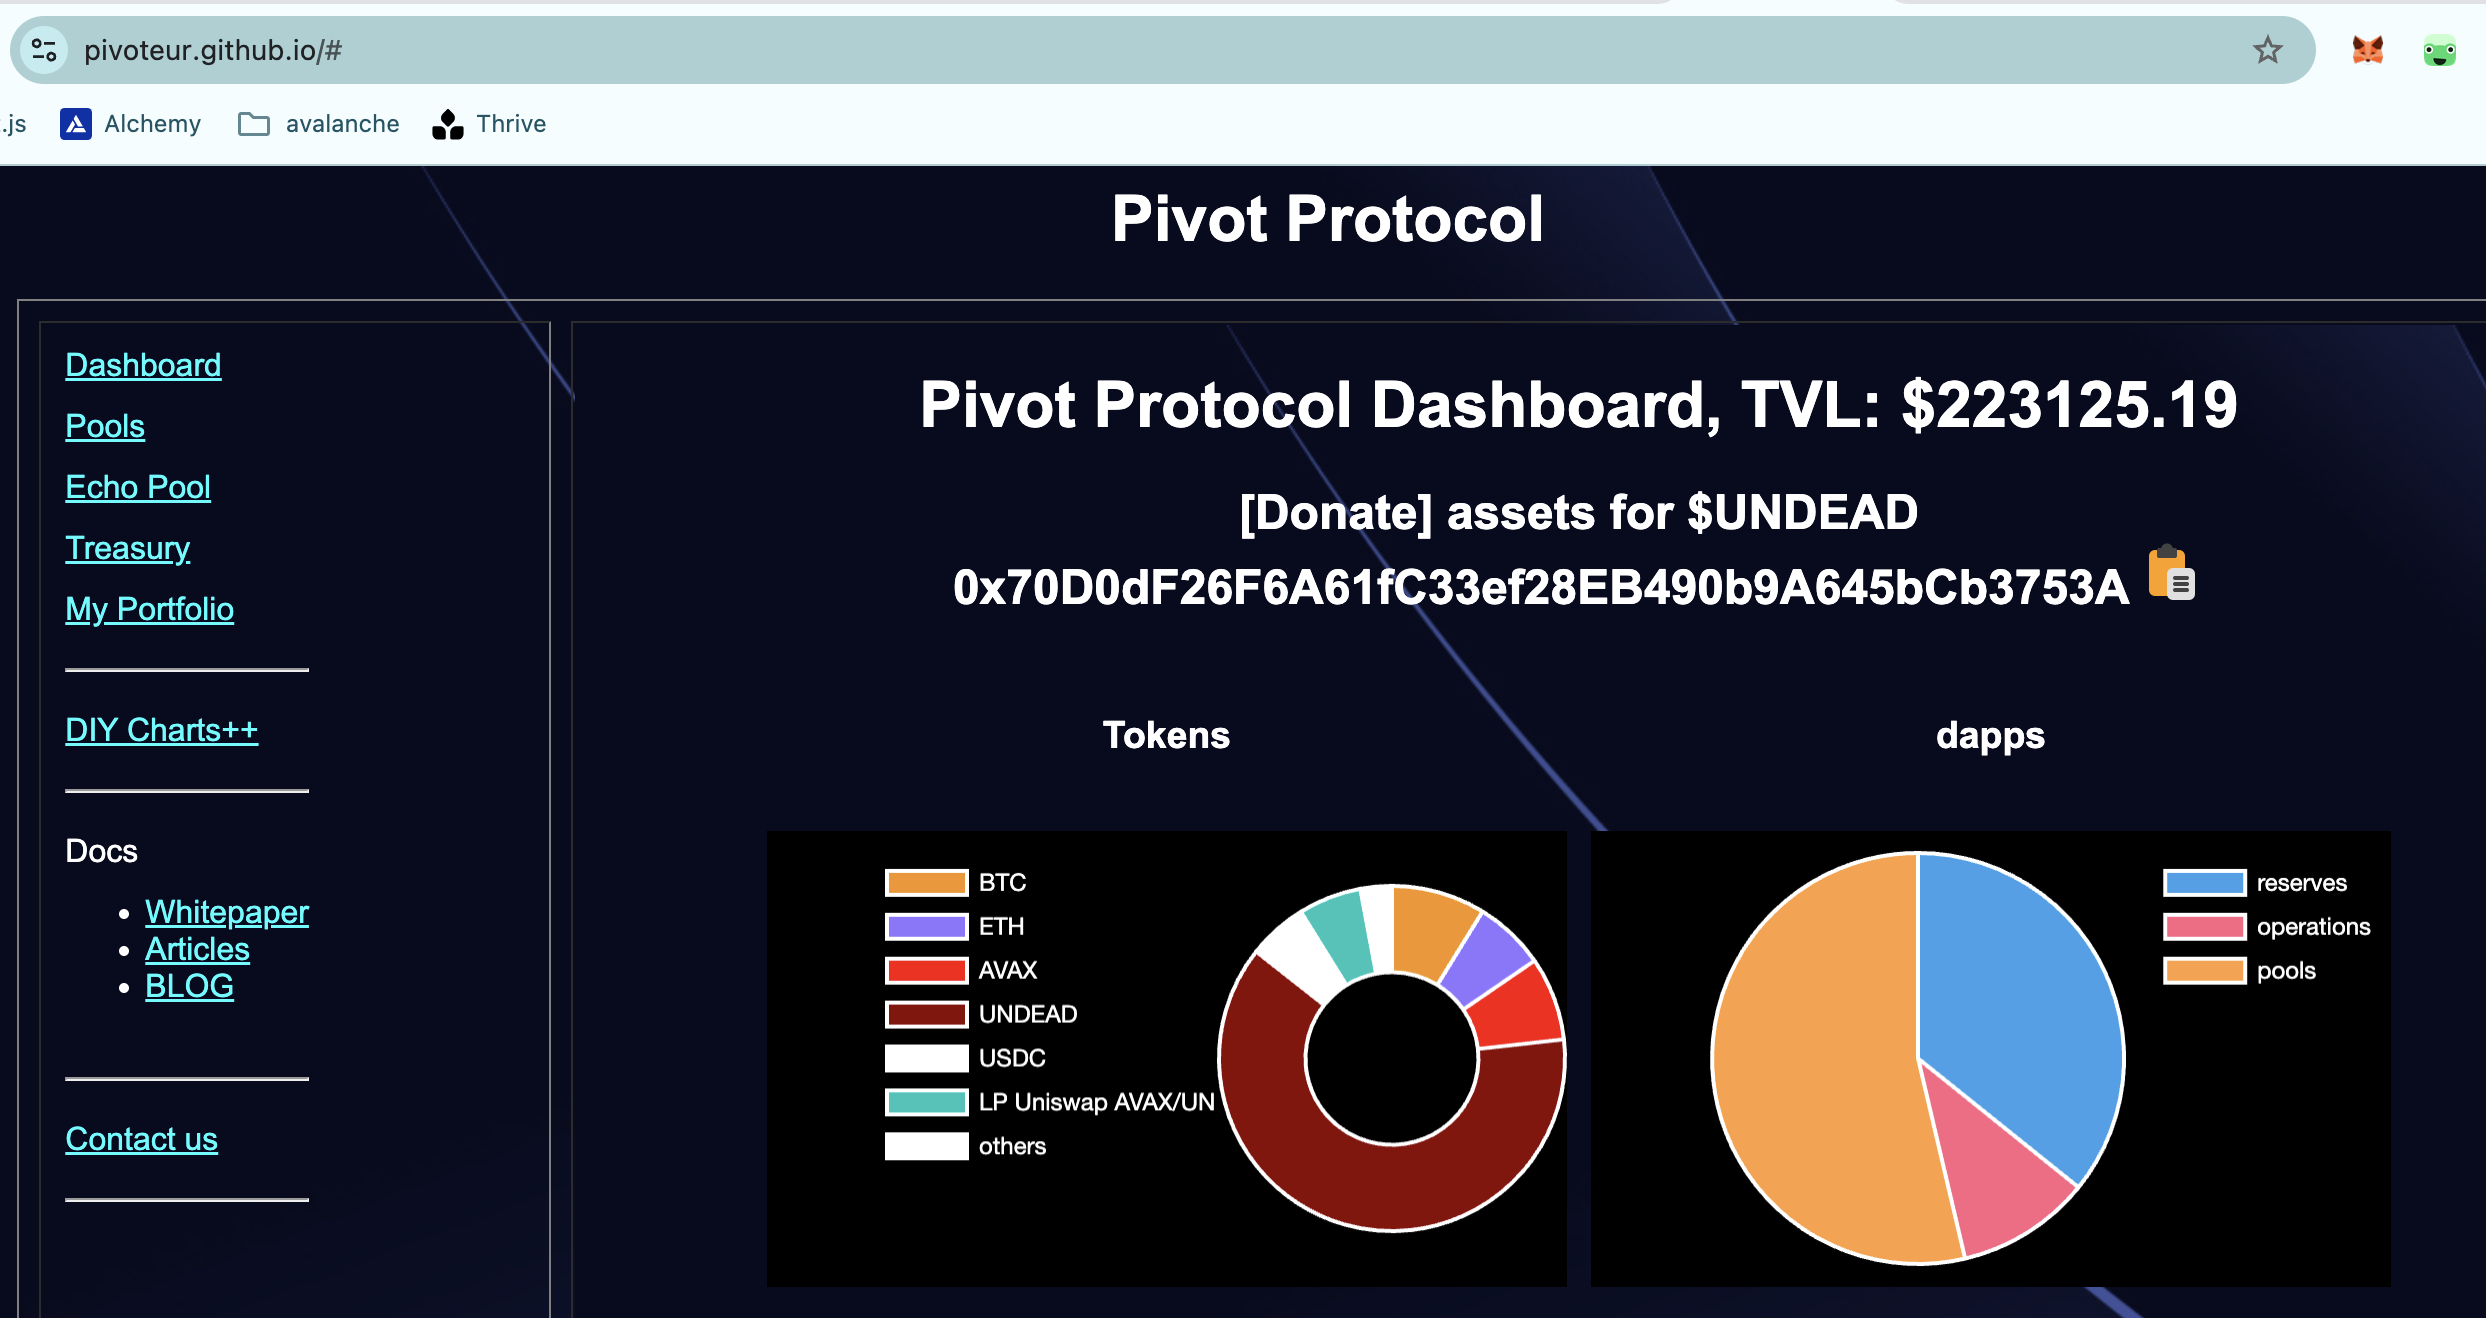 pivoteur.github.io/#
.js
Alchemy
avalanche
Thrive
Pivot Protocol
Dashboard
Pools
Echo Pool
Treasury
My Portfolio
DIY Charts++
Docs
Whitepaper
Articles
BLOG
Contact us
Pivot Protocol Dashboard, TVL: $223125.19
[Donate] assets for $UNDEAD
0x70D0dF26F6A61fC33ef28EB490b9A645bCb3753A
Tokens
BTC
ETH
AVAX
UNDEAD
USDC
LP Uniswap AVAX/UN
others
dapps
reserves
operations
pools